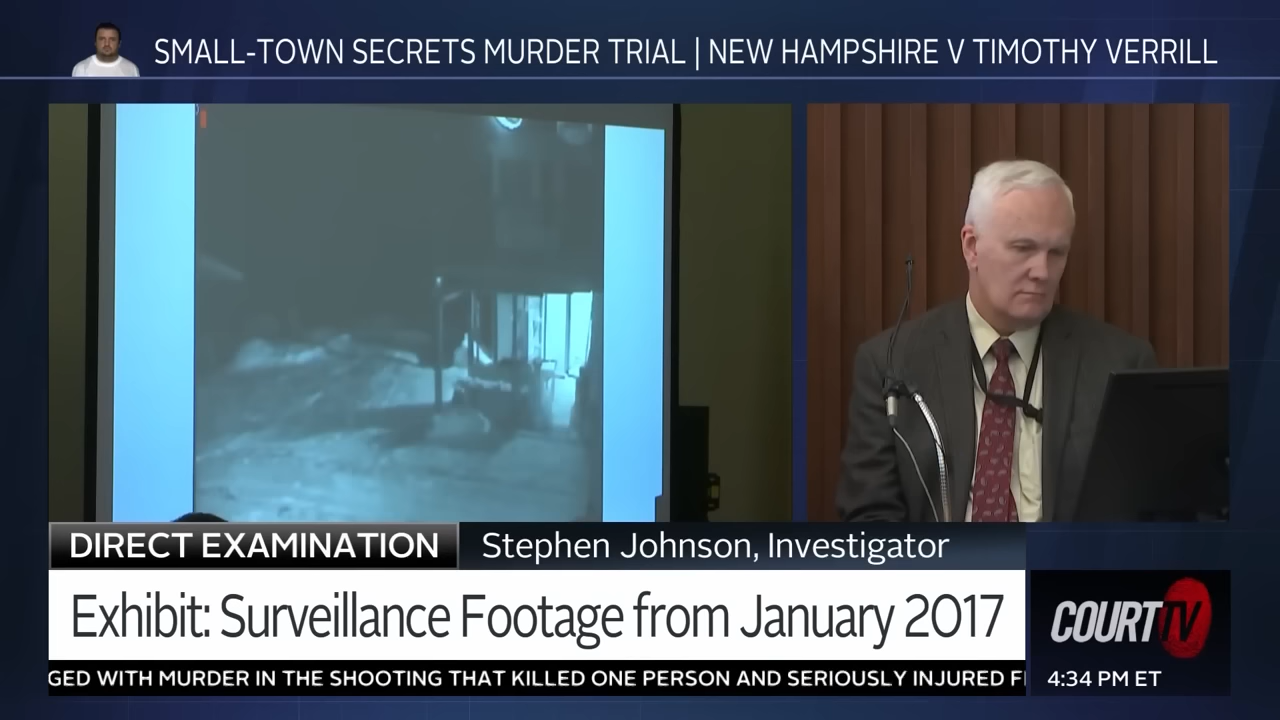 SMALL-TOWN SECRETS MURDER TRIAL | NEW HAMPSHIRE V TIMOTHY VERRILL
DIRECT EXAMINATION
Stephen Johnson, Investigator
Exhibit: Surveillance Footage from January 2017
COURT TV
GED WITH MURDER IN THE SHOOTING THAT KILLED ONE PERSON AND SERIOUSLY INJURED F
4:34 PM ET